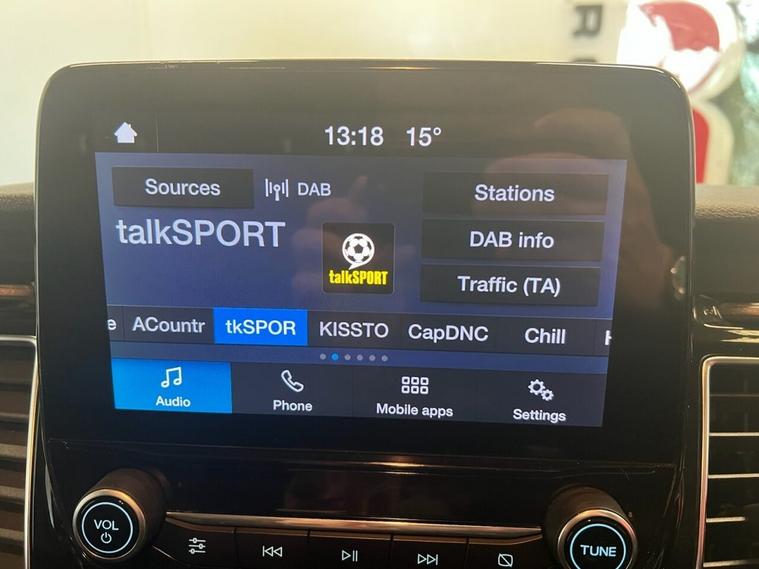 13:18 15°
Sources DAB Stations
talkSPORT
talkSPORT
DAB info
Traffic (TA)
ACountr tkSPOR KISSTO CapDNC Chill
Audio Phone Mobile apps Settings
VOL
TUNE